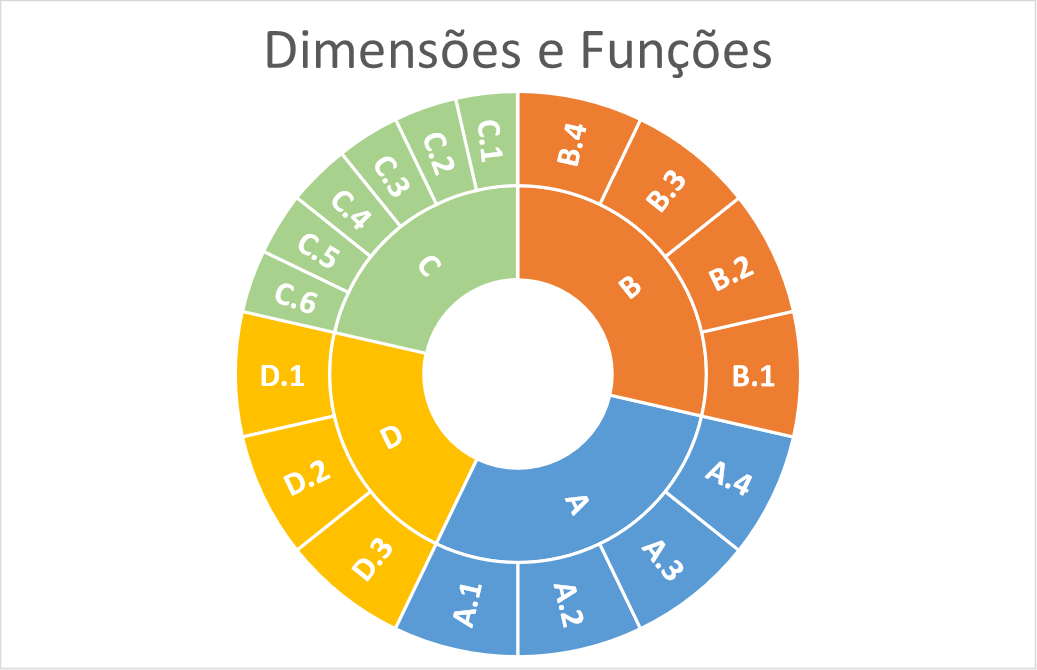 Dimensões e Funções
B.4
B.3
B.2
B.1
A.4
A.3
A.2
A.1
D.3
D.2
D.1
C.6
C.5
C.4
C.3
C.2
C.1
B
A
D
C